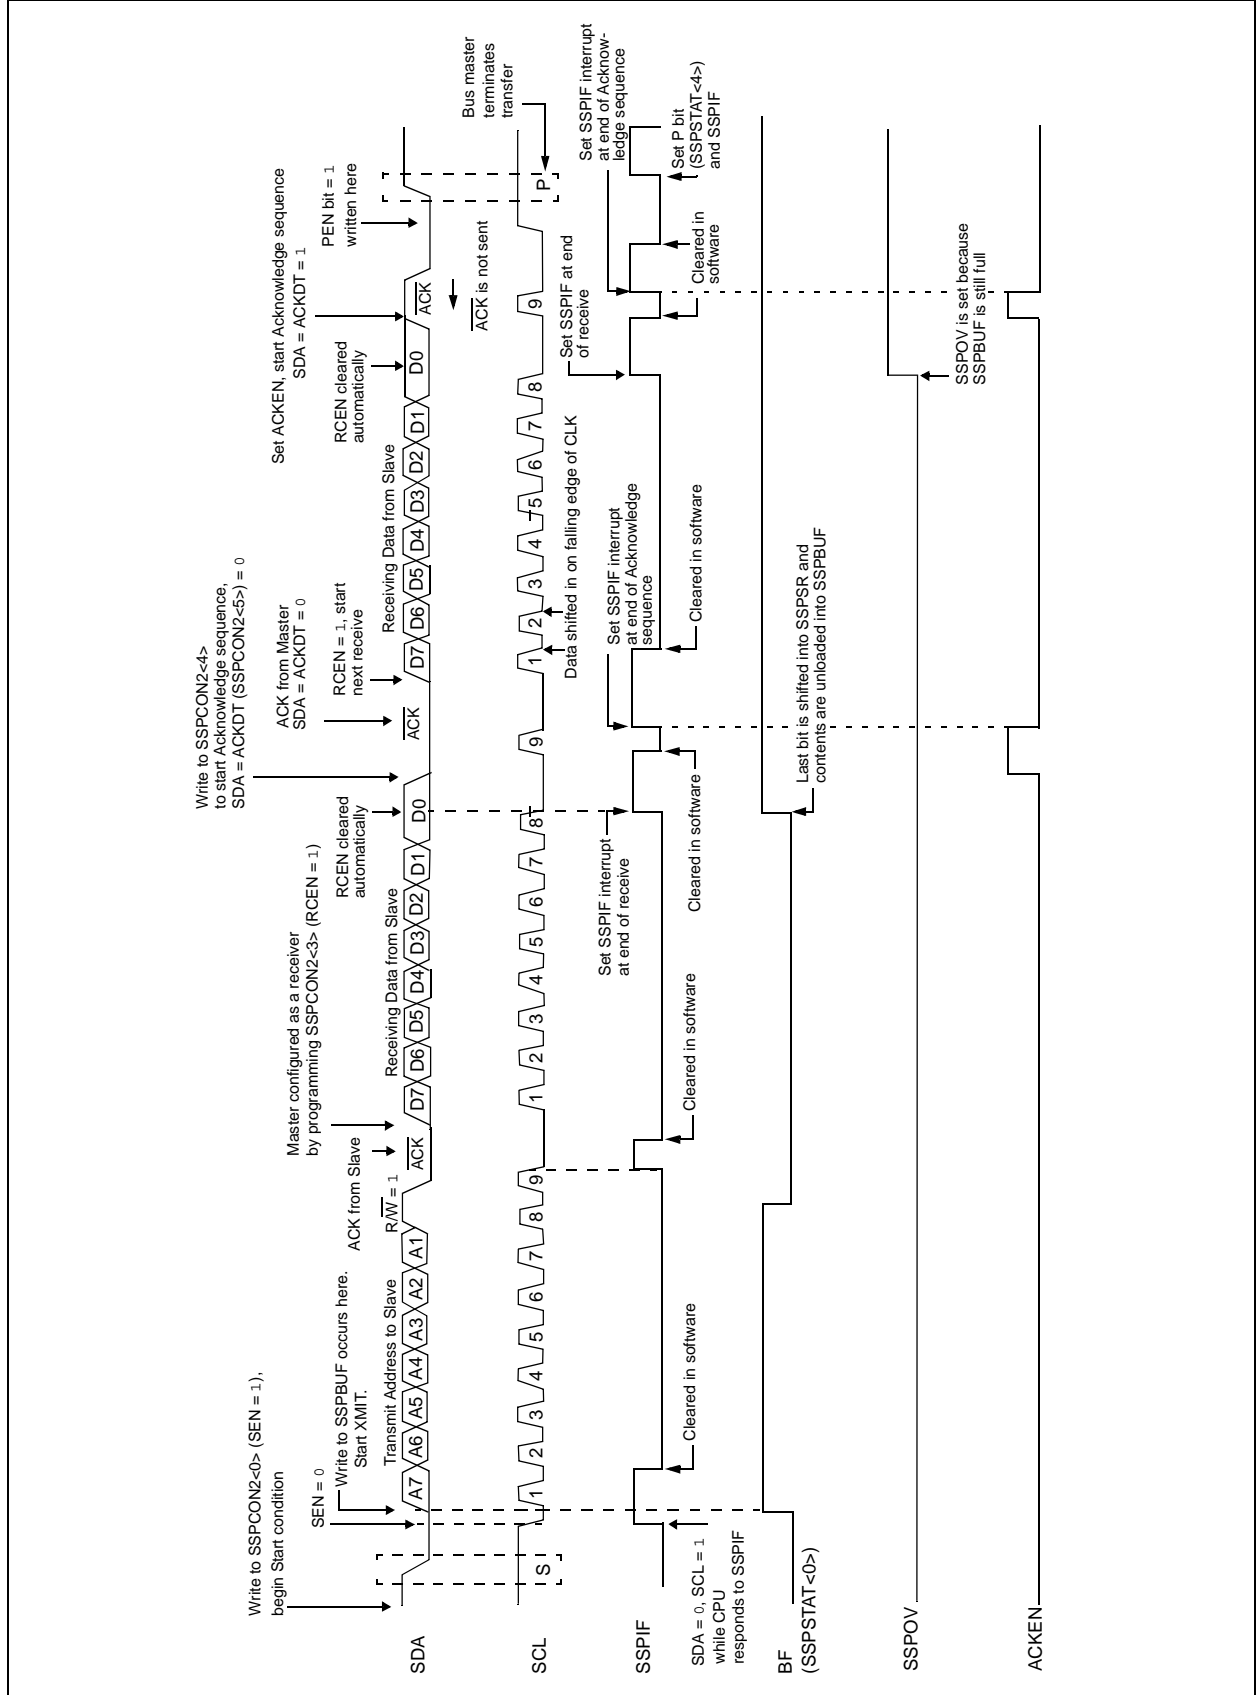 Write to SSPCON2<0> (SEN = 1),
begin Start condition
SEN = 0
Write to SSPBUF occurs here.
Start XMIT.
Transmit Address to Slave
R/W = 1
ACK from Slave
Master configured as a receiver
by programming SSPCON2<3> (RCEN = 1)
Receiving Data from Slave
RCEN cleared
automatically
Write to SSPCON2<4>
to start Acknowledge sequence,
SDA = ACKDT (SSPCON2<5>) = 0
ACK from Master
SDA = ACKDT = 0
RCEN = 1, start
next receive
Receiving Data from Slave
RCEN cleared
automatically
Set ACKEN, start Acknowledge sequence
SDA = ACKDT = 1
PEN bit = 1
written here
SDA
A7 A6 A5 A4 A3 A2 A1
ACK
D7 D6 D5 D4 D3 D2 D1 D0
ACK
D7 D6 D5 D4 D3 D2 D1 D0
ACK
ACK is not sent
Bus master
terminates
transfer
SCL
S
1 2 3 4 5 6 7 8 9
1 2 3 4 5 6 7 8 9
1 2 3 4 5 6 7 8 9
P
Data shifted in on falling edge of CLK
SSPIF
SDA = 0, SCL = 1
while CPU
responds to SSPIF
Cleared in software
Cleared in software
Set SSPIF interrupt
at end of receive
Cleared in software
Set SSPIF interrupt
at end of Acknowledge
sequence
Cleared in software
Set SSPIF at end
of receive
Cleared in
software
Set SSPIF interrupt
at end of Acknow-
ledge sequence
Set P bit
(SSPSTAT<4>)
and SSPIF
BF
(SSPSTAT<0>)
Last bit is shifted into SSPSR and
contents are unloaded into SSPBUF
SSPOV
SSPOV is set because
SSPBUF is still full
ACKEN